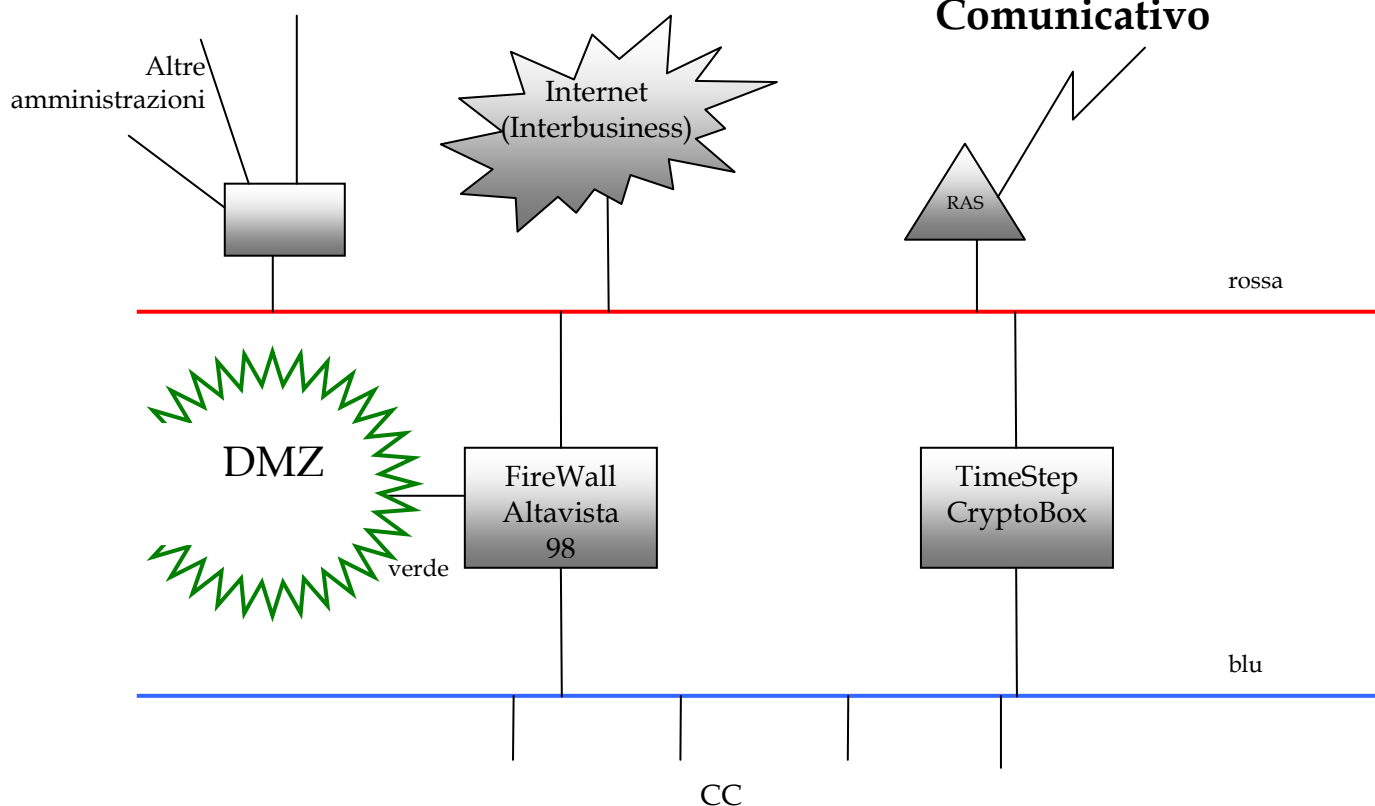 Comunicativo
Altre
amministrazioni
Internet
(Interbusiness)
RAS
rossa
DMZ
FireWall
Altavista
98
TimeStep
CryptoBox
verde
blu
CC